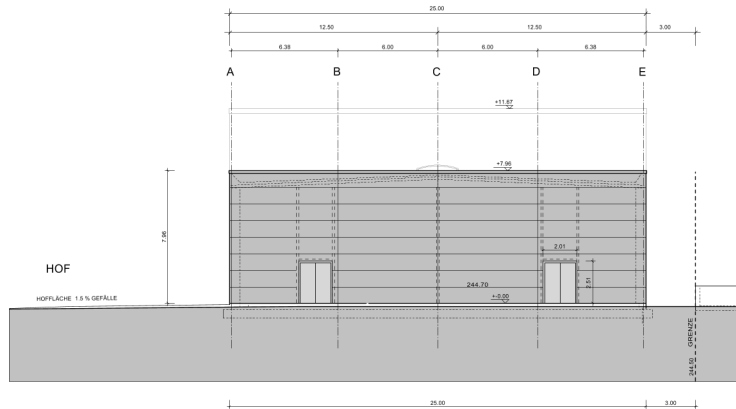 25.00
12.50 12.50 3.00
6.38 6.00 6.00 6.38
A B C D E
+11.67
+7.96
7.96
2.01
HOF
2.51
244.70
HOFFLÄCHE 1.5 % GEFÄLLE
+-0.00
244.50 GRENZE
25.00 3.00